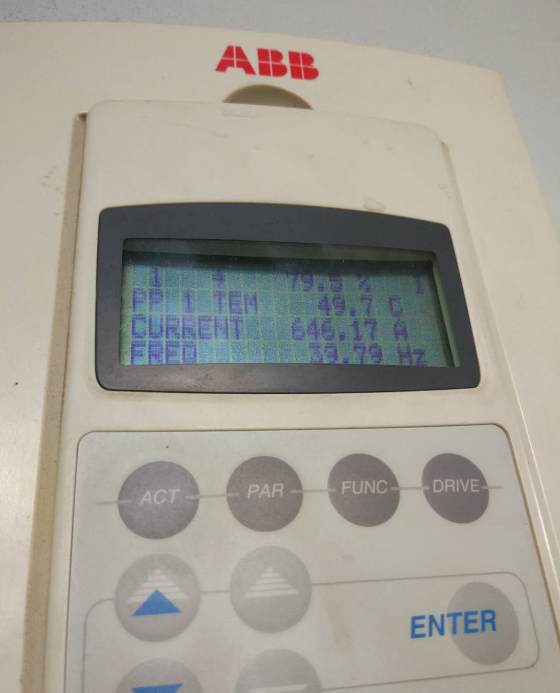 ABB
1 79.5 % 1
PP 1 TEM 49.7 C
CURRENT 646.17 A
FREQ 39.79 Hz
ACT PAR FUNC DRIVE
ENTER